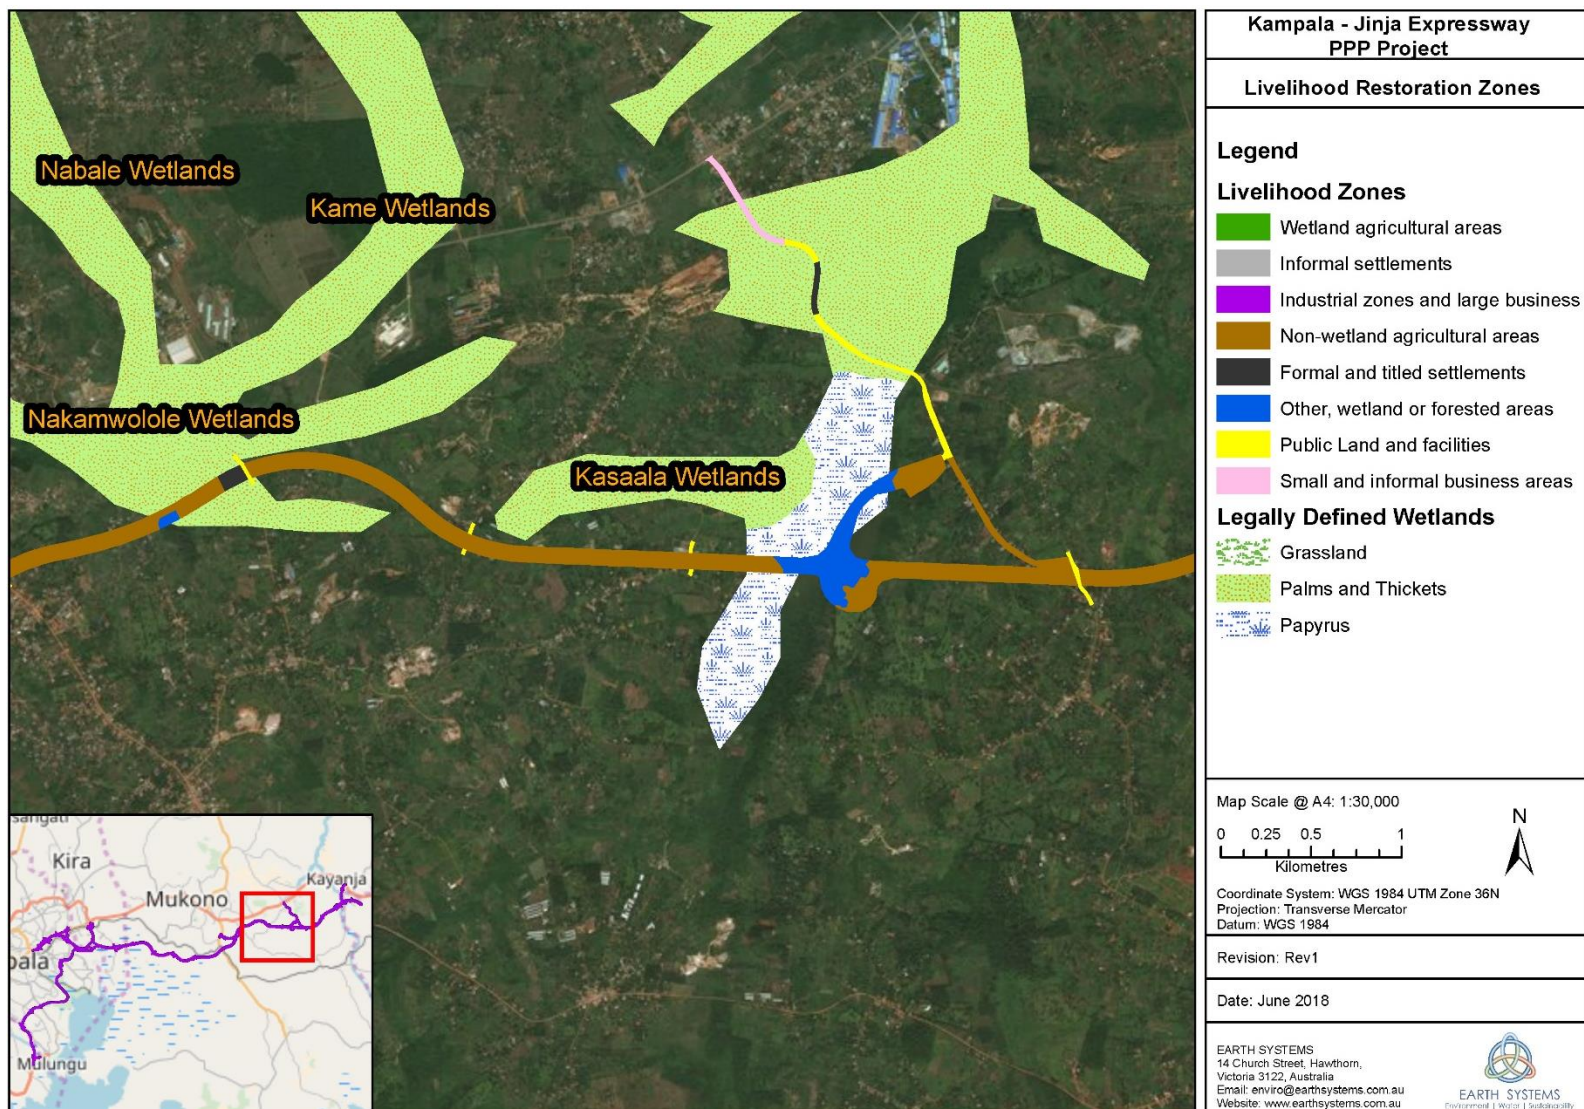 Nabale Wetlands
Kame Wetlands
Nakamwolole Wetlands
Kasaala Wetlands
sangati
Kira
Mukono
Kayanja
pala
Mulungu
Kampala - Jinja Expressway
PPP Project
Livelihood Restoration Zones
Legend
Livelihood Zones
Wetland agricultural areas
Informal settlements
Industrial zones and large business
Non-wetland agricultural areas
Formal and titled settlements
Other, wetland or forested areas
Public Land and facilities
Small and informal business areas
Legally Defined Wetlands
Grassland
Palms and Thickets
Papyrus
Map Scale @ A4: 1:30,000
N
0 0.25 0.5 1
Kilometres
Coordinate System: WGS 1984 UTM Zone 36N
Projection: Transverse Mercator
Datum: WGS 1984
Revision: Rev1
Date: June 2018
EARTH SYSTEMS
14 Church Street, Hawthorn,
Victoria 3122, Australia
Email: enviro@earthsystems.com.au
Website: www.earthsystems.com.au
EARTH SYSTEMS
Environment | Water | Sustainability